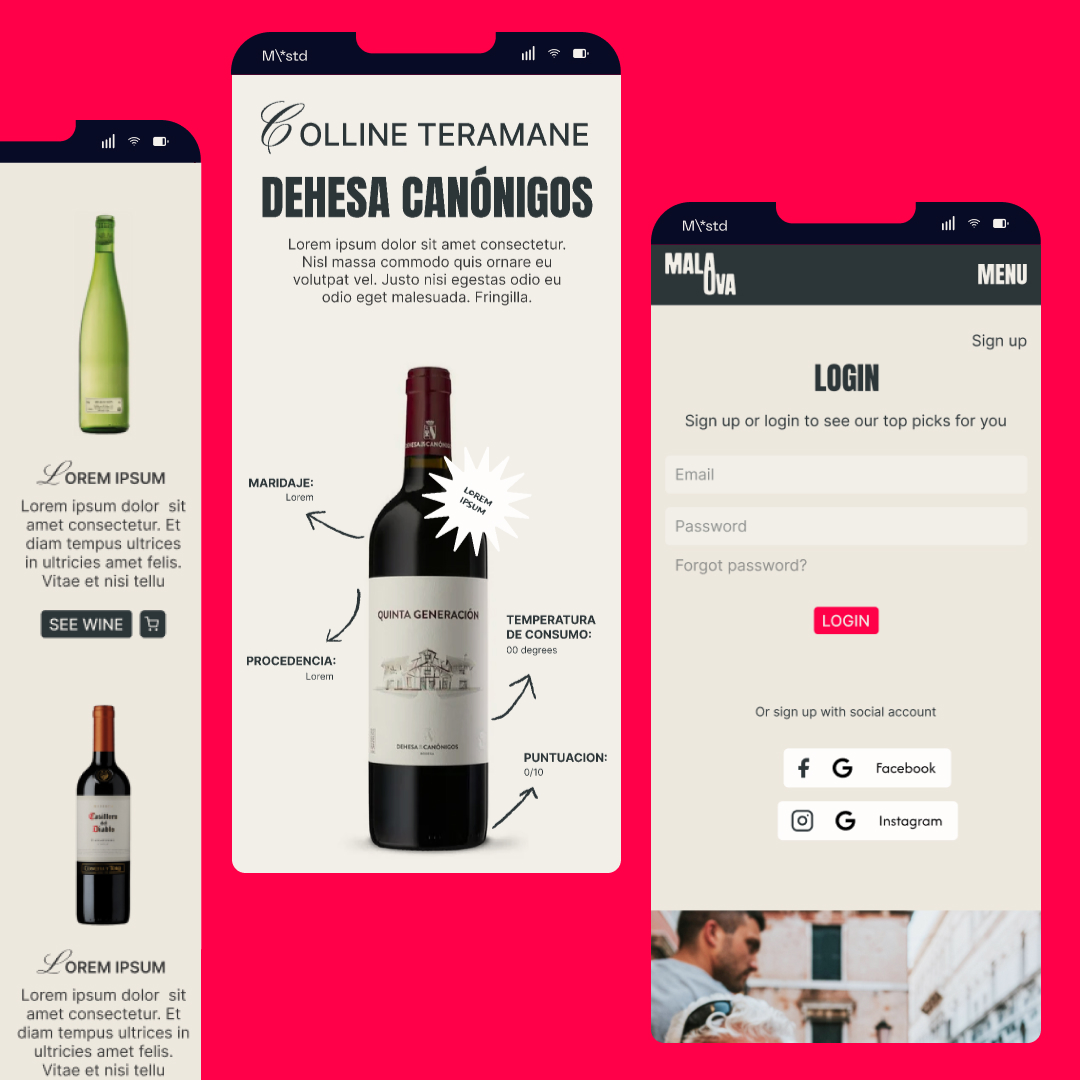 LOREM IPSUM
Lorem ipsum dolor sit
amet consectetur. Et
diam tempus ultrices
in ultricies amet felis.
Vitae et nisi tellu
SEE WINE
Casillero
del
Diablo
LOREM IPSUM
Lorem ipsum dolor sit
amet consectetur. Et
diam tempus ultrices in
ultricies amet felis.
Vitae et nisi tellu
M\*std
COLLINE TERAMANE
DEHESA CANÓNIGOS
Lorem ipsum dolor sit amet consectetur.
Nisl massa commodo quis ornare eu
volutpat vel. Justo nisi egestas odio eu
odio eget malesuada. Fringilla.
LOREM
IPSUM
MARIDAJE:
Lorem
QUINTA GENERACIÓN
TEMPERATURA
DE CONSUMO:
00 degrees
PROCEDENCIA:
Lorem
DEHESA DE LOS CANÓNIGOS
PUNTUACION:
0/10
M\*std
MALA
UVA
MENU
Sign up
LOGIN
Sign up or login to see our top picks for you
Email
Password
Forgot password?
LOGIN
Or sign up with social account
f G Facebook
G Instagram